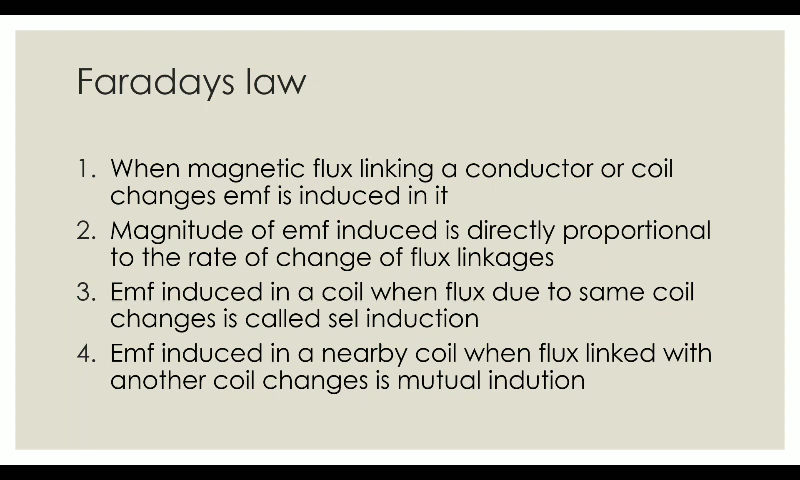 Faradays law
1. When magnetic flux linking a conductor or coil
changes emf is induced in it
2. Magnitude of emf induced is directly proportional
to the rate of change of flux linkages
3. Emf induced in a coil when flux due to same coil
changes is called sel induction
4. Emf induced in a nearby coil when flux linked with
another coil changes is mutual indution